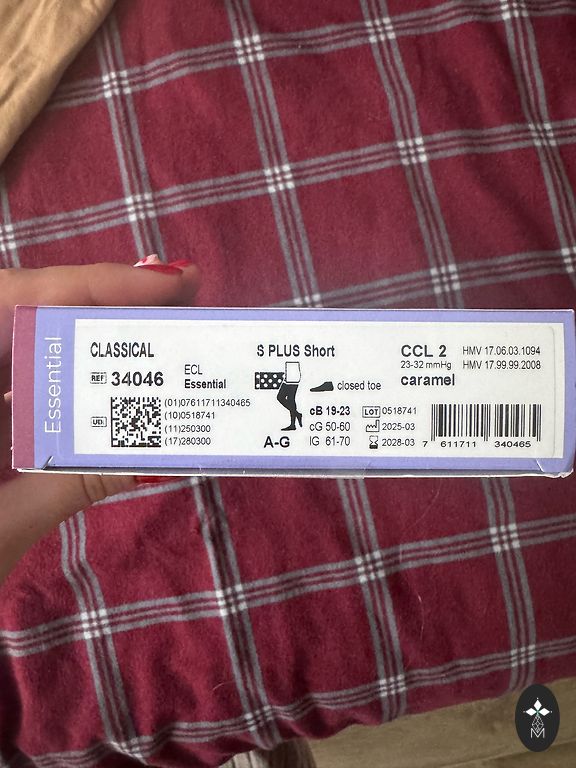 Essential
CLASSICAL
REF 34046
ECL
Essential
UDI
(01)07611711340465
(10)0518741
(11)250300
(17)280300
S PLUS Short
closed toe
A-G
cB 19-23
cG 50-60
lG 61-70
CCL 2
23-32 mmHg
caramel
HMV 17.06.03.1094
HMV 17.99.99.2008
LOT 0518741
2025-03
2028-03
7 611711 340465
M